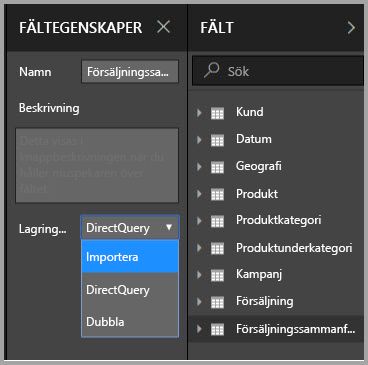 FÄLTEGENSKAPER
Namn
Försäljningssa...
Beskrivning
Detta visas i
knappbeskrivningen när du
håller muspekaren över
fältet
Lagring...
DirectQuery
Importera
DirectQuery
Dubbla
FÄLT
Sök
Kund
Datum
Geografi
Produkt
Produktkategori
Produktunderkategori
Kampanj
Försäljning
Försäljningssammanf...